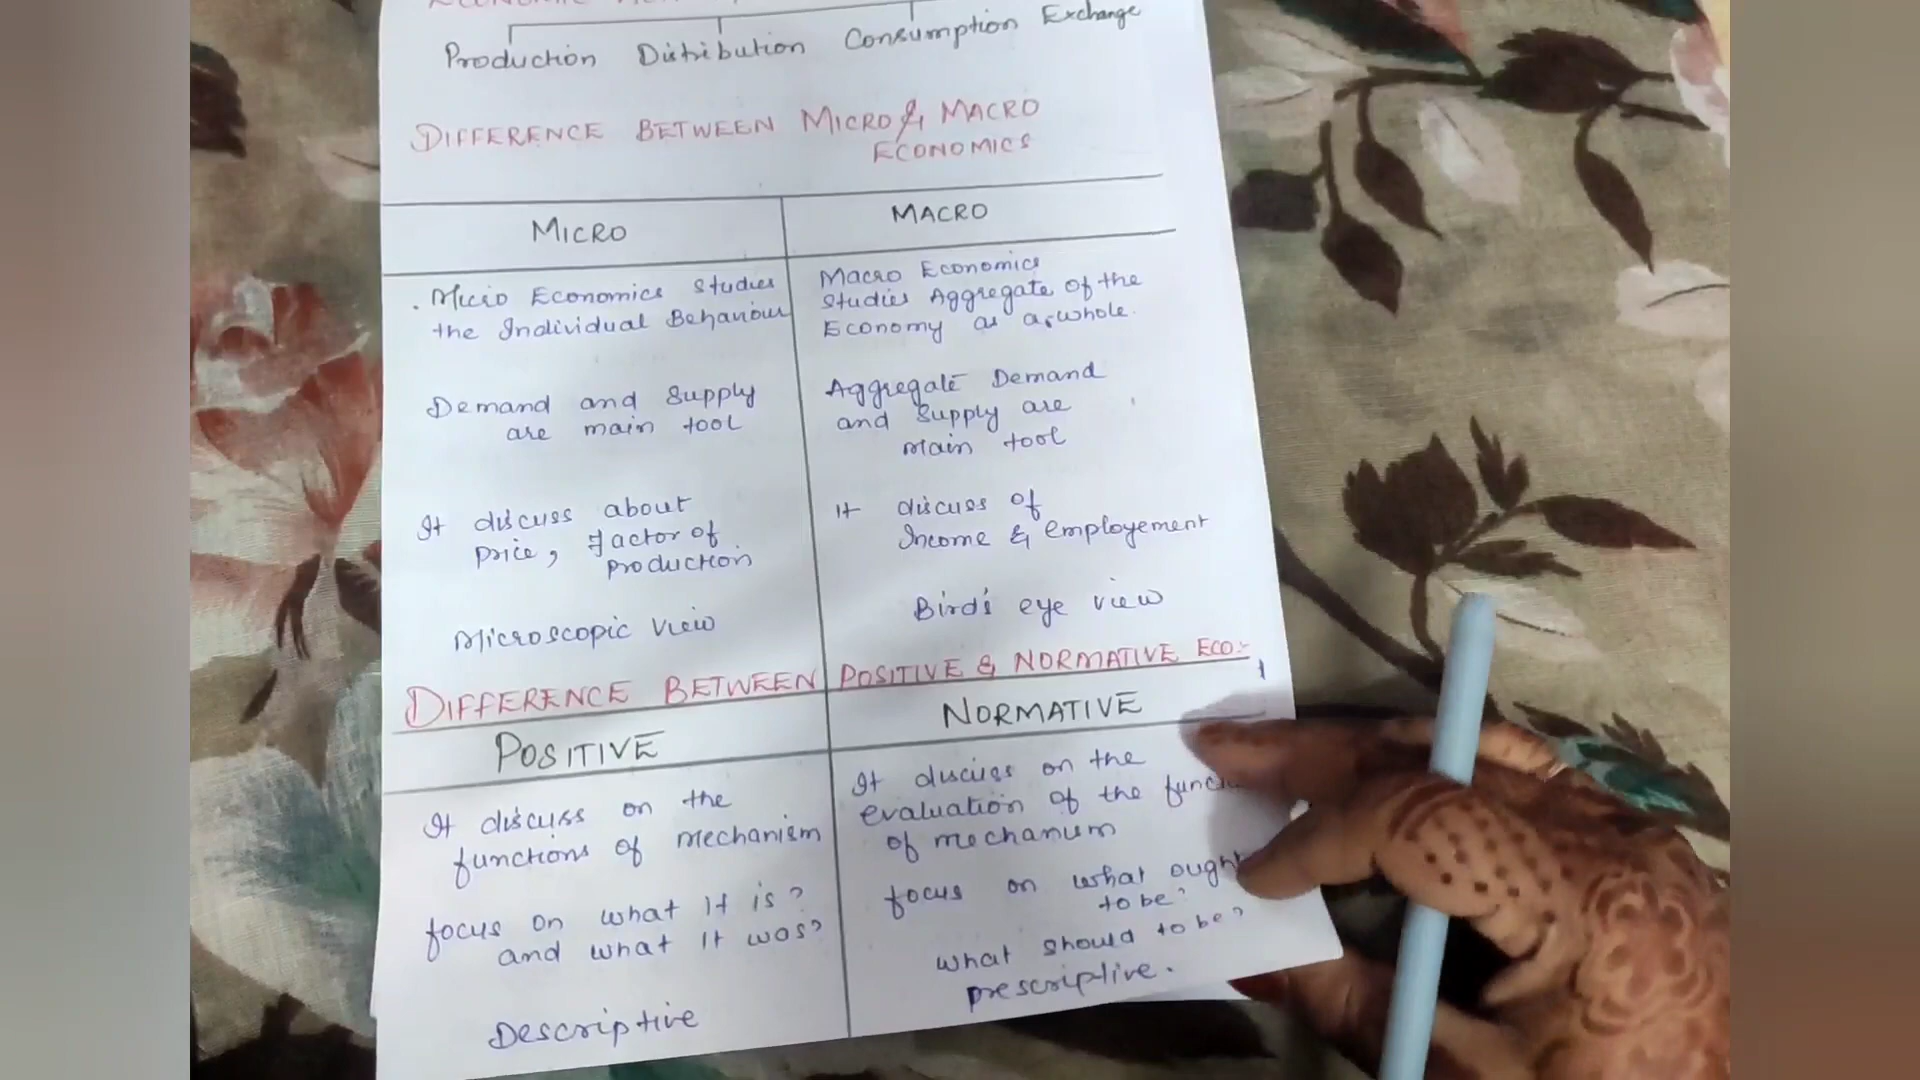 Production Distribution Consumption Exchange
DIFFERENCE BETWEEN MICRO & MACRO
ECONOMICS
MICRO
. Micro Economics studies
the Individual Behaviour
Demand and Supply
are main tool
It discuss about
price, factor of
production
Microscopic view
MACRO
Macro Economics
studies Aggregate of the
Economy as a whole.
Aggregate Demand
and Supply are
main tool
It discuss of
Income & employement
Bird's eye view
DIFFERENCE BETWEEN POSITIVE & NORMATIVE ECO:-
POSITIVE
It discuss on the
functions of mechanism
focus on what it is?
and what it was?
Descriptive
NORMATIVE
It discuss on the
evaluation of the
of mechanism
focus on what ought
to be?
what should to be?
prescriptive.